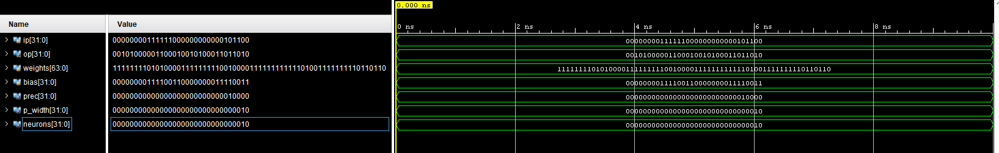 0.000 ns
Name Value
0 ns 2 ns 4 ns 6 ns 8 ns
ip[31:0] 00000000111111000000000000101100 00000000111111000000000000101100
op[31:0] 00101000001100010010100011011010 00101000001100010010100011011010
weights[63:0] 1111111101010000111111111001000011111111111010011111111110110110 1111111101010000111111111001000011111111111010011111111110110110
bias[31:0] 00000000111100110000000011110011 00000000111100110000000011110011
prec[31:0] 00000000000000000000000000010000 00000000000000000000000000010000
p_width[31:0] 00000000000000000000000000000010 00000000000000000000000000000010
neurons[31:0] 00000000000000000000000000000010 00000000000000000000000000000010